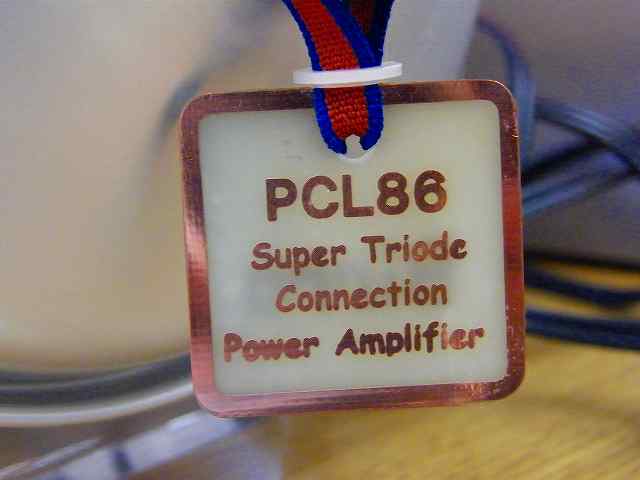 PCL86
Super Triode
Connection
Power Amplifier